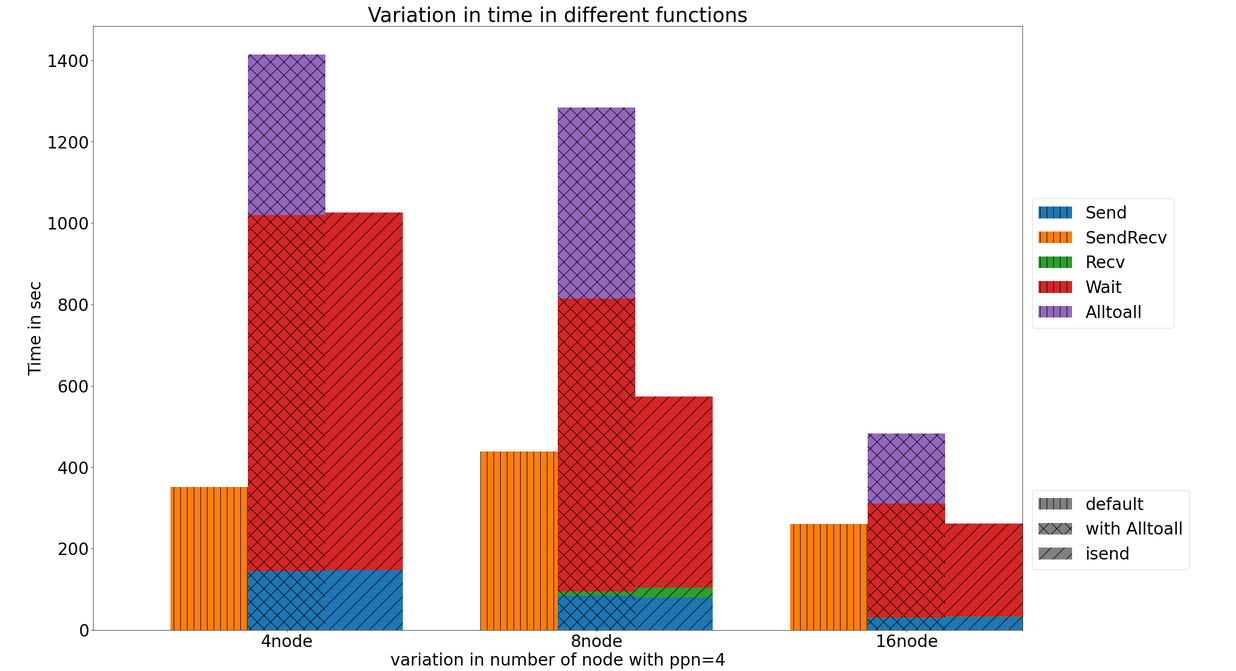 Variation in time in different functions
1400
1200
1000
800
600
400
200
0
Time in sec
4node
8node
16node
variation in number of node with ppn=4
Send
SendRecv
Recv
Wait
Alltoall
default
with Alltoall
isend